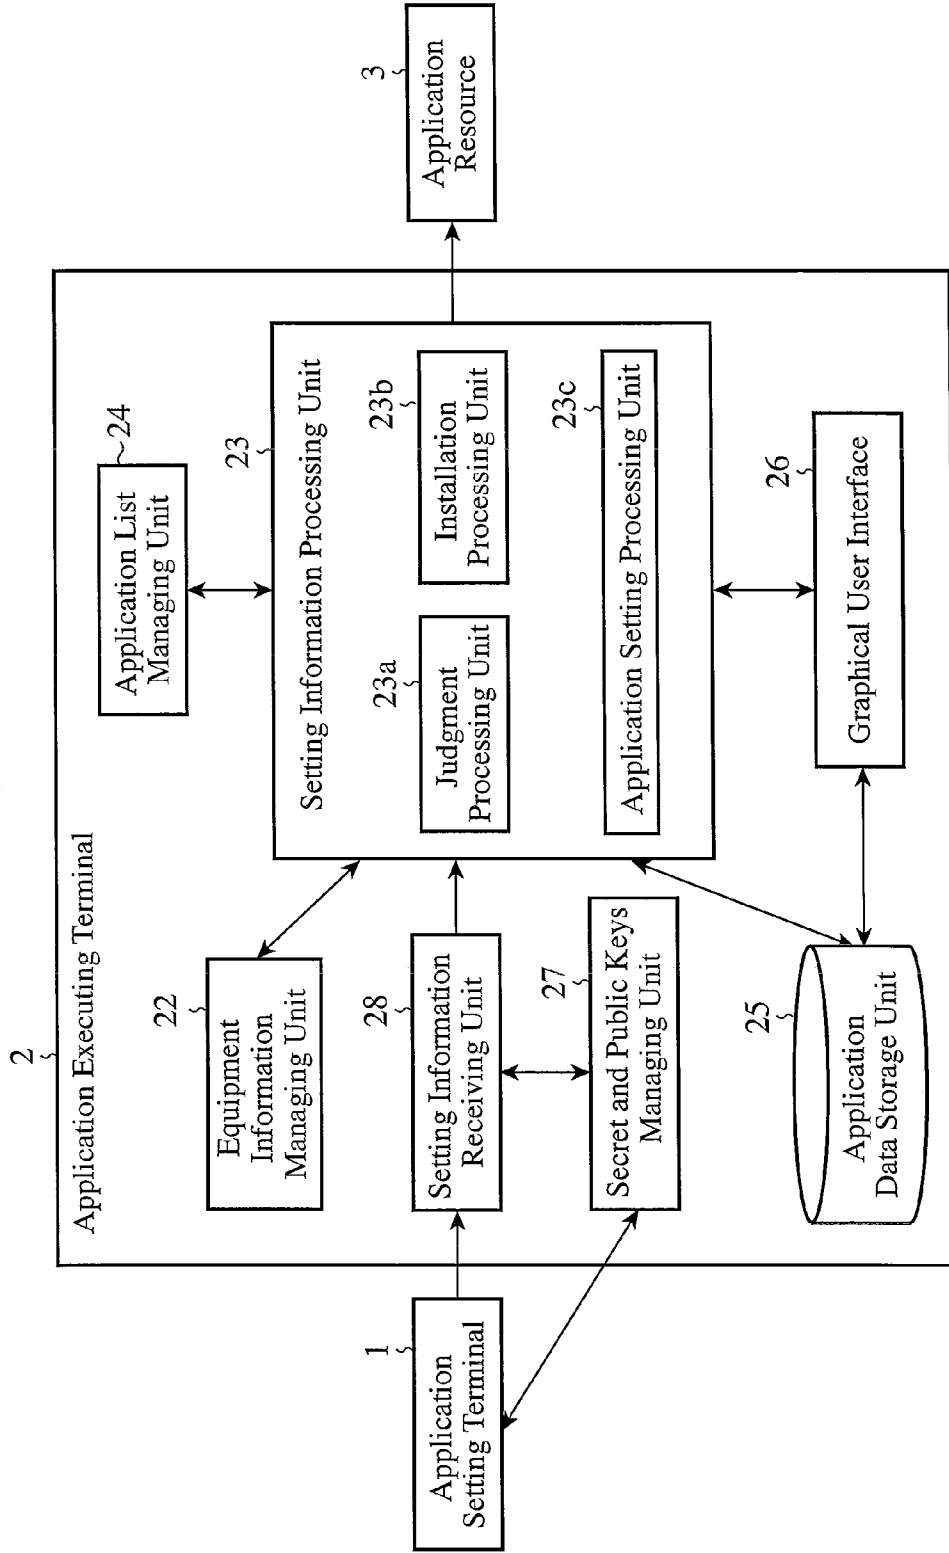 2
Application Executing Terminal
1
Application
Setting Terminal
22
Equipment
Information
Managing Unit
28
Setting Information
Receiving Unit
27
Secret and Public Keys
Managing Unit
25
Application
Data Storage Unit
24
Application List
Managing Unit
23
Setting Information Processing Unit
23a
Judgment
Processing Unit
23b
Installation
Processing Unit
23c
Application Setting Processing Unit
26
Graphical User Interface
3
Application
Resource